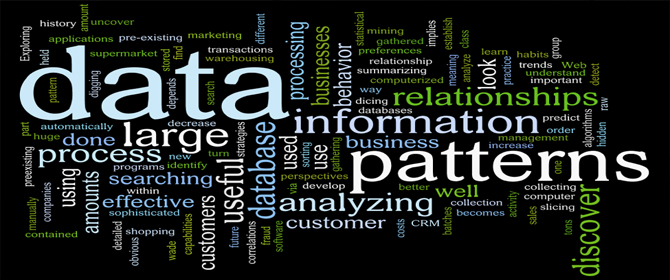 history
amount
uncover
Exploring
held
applications
pre-existing
marketing
different
supermarket
stored
find
transactions
warehousing
pattern
digging
depends
search
data
processing
businesses
behavior
statistical
mining
gathered
preferences
relationship
summarizing
computerized
way
dicing
databases
implies
establish
meaning
analyze
class
look
learn
practice
habits
trends
group
Web
understand
important
detect
relationships
raw
hidden
algorithms
predict
order
information
management
business
increase
part
huge
automatically
decrease
done
large
strategies
process
new
turn
programs
identify
preexisting
companies
manually
using
amounts
searching
within
effective
sophisticated
contained
detailed
obvious
shopping
wade
capabilities
customers
useful
future
correlations
database
fraud
software
used
sorting
use
gathering
perspectives
via
develop
patterns
one
better
well
analyzing
customer
costs
CRM
batches
collection
becomes
activity
sales
collecting
computer
slicing
tons
discover